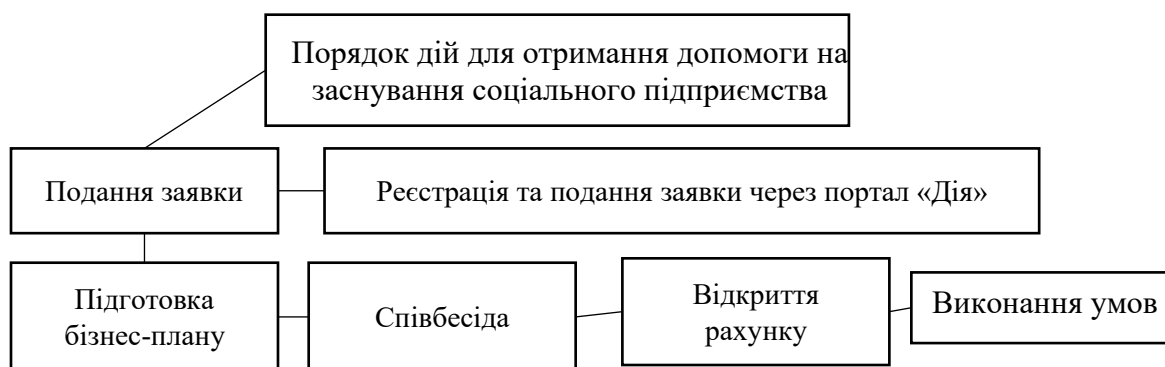 Порядок дій для отримання допомоги на
заснування соціального підприємства
Подання заявки
Реєстрація та подання заявки через портал «Дія»
Підготовка
бізнес-плану
Співбесіда
Відкриття
рахунку
Виконання умов